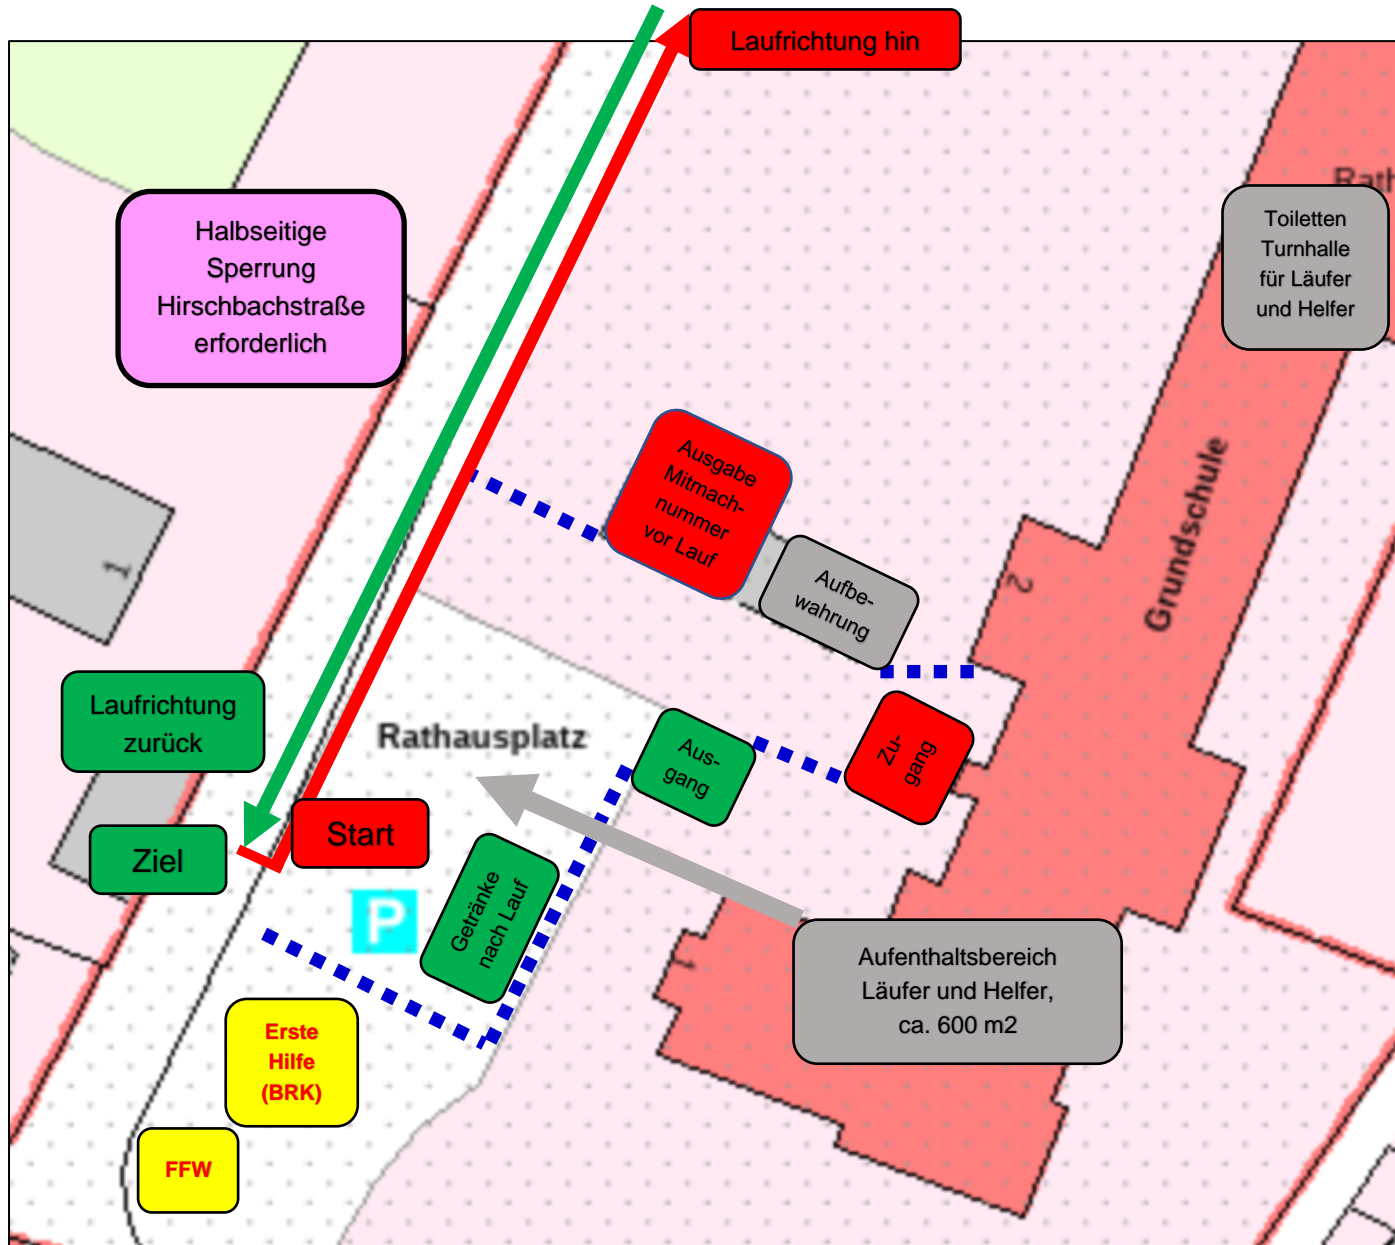 Laufrichtung hin
Halbseitige
Sperrung
Hirschbachstraße
erforderlich
Toiletten
Turnhalle
für Läufer
und Helfer
Ausgabe
Mitmach-
nummer
vor Lauf
Aufbe-
wahrung
Grundschule
2
1
Laufrichtung
zurück
Rathausplatz
Aus-
gang
Zu-
gang
Start
Ziel
P
Getränke
nach Lauf
1
Aufenthaltsbereich
Läufer und Helfer,
ca. 600 m2
Erste
Hilfe
(BRK)
FFW